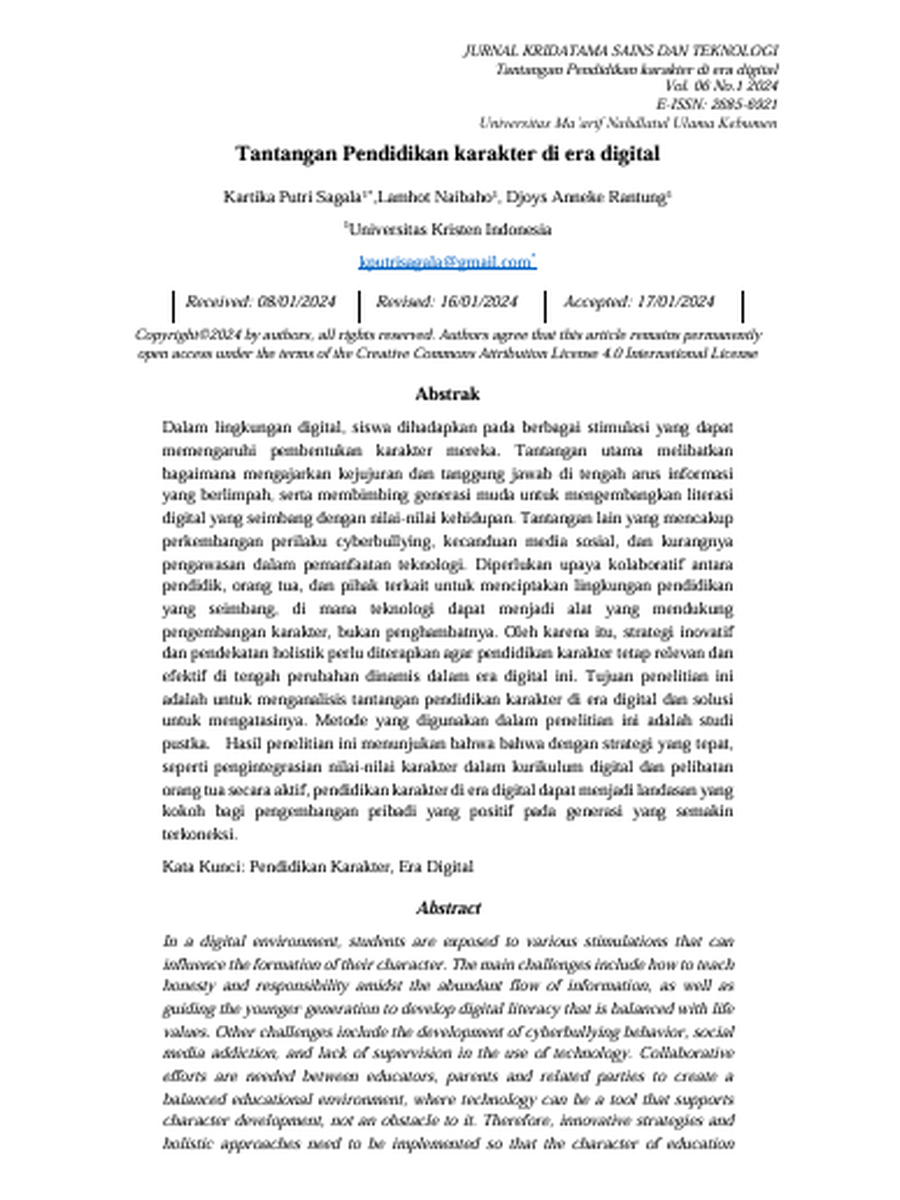 JURNAL KRIDATAMA SAINS DAN TEKNOLOGI
Tantangan Pendidikan karakter di era digital
Vol. 06 No.1 2024
E-ISSN: 2685-6921
Universitas Ma'arif Nahdlatul Ulama Kebumen
Tantangan Pendidikan karakter di era digital
Kartika Putri Sagala¹*,Lamhot Naibaho¹, Djoys Anneke Rantung¹
¹Universitas Kristen Indonesia
kputrisagala@gmail.com*
Received: 08/01/2024 Revised: 16/01/2024 Accepted: 17/01/2024
Copyright©2024 by authors, all rights reserved. Authors agree that this article remains permanently
open access under the terms of the Creative Commons Attribution License 4.0 International License
Abstrak
Dalam lingkungan digital, siswa dihadapkan pada berbagai stimulasi yang dapat
memengaruhi pembentukan karakter mereka. Tantangan utama melibatkan
bagaimana mengajarkan kejujuran dan tanggung jawab di tengah arus informasi
yang berlimpah, serta membimbing generasi muda untuk mengembangkan literasi
digital yang seimbang dengan nilai-nilai kehidupan. Tantangan lain yang mencakup
perkembangan perilaku cyberbullying, kecanduan media sosial, dan kurangnya
pengawasan dalam pemanfaatan teknologi. Diperlukan upaya kolaboratif antara
pendidik, orang tua, dan pihak terkait untuk menciptakan lingkungan pendidikan
yang seimbang, di mana teknologi dapat menjadi alat yang mendukung
pengembangan karakter, bukan penghambatnya. Oleh karena itu, strategi inovatif
dan pendekatan holistik perlu diterapkan agar pendidikan karakter tetap relevan dan
efektif di tengah perubahan dinamis dalam era digital ini. Tujuan penelitian ini
adalah untuk menganalisis tantangan pendidikan karakter di era digital dan solusi
untuk mengatasinya. Metode yang digunakan dalam penelitian ini adalah studi
pustka. Hasil penelitian ini menunjukan bahwa bahwa dengan strategi yang tepat,
seperti pengintegrasian nilai-nilai karakter dalam kurikulum digital dan pelibatan
orang tua secara aktif, pendidikan karakter di era digital dapat menjadi landasan yang
kokoh bagi pengembangan pribadi yang positif pada generasi yang semakin
terkoneksi.
Kata Kunci: Pendidikan Karakter, Era Digital
Abstract
In a digital environment, students are exposed to various stimulations that can
influence the formation of their character. The main challenges include how to teach
honesty and responsibility amidst the abundant flow of information, as well as
guiding the younger generation to develop digital literacy that is balanced with life
values. Other challenges include the development of cyberbullying behavior, social
media addiction, and lack of supervision in the use of technology. Collaborative
efforts are needed between educators, parents and related parties to create a
balanced educational environment, where technology can be a tool that supports
character development, not an obstacle to it. Therefore, innovative strategies and
holistic approaches need to be implemented so that the character of education